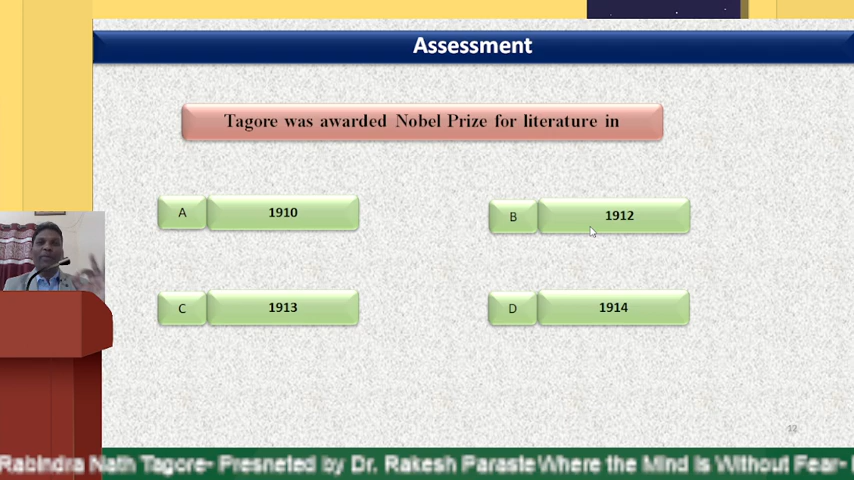 Assessment
Tagore was awarded Nobel Prize for literature in
A 1910
B 1912
C 1913
D 1914
12
Rabindra Nath Tagore- Presneted by Dr. Rakesh Paraste Where the Mind is Without Fear-